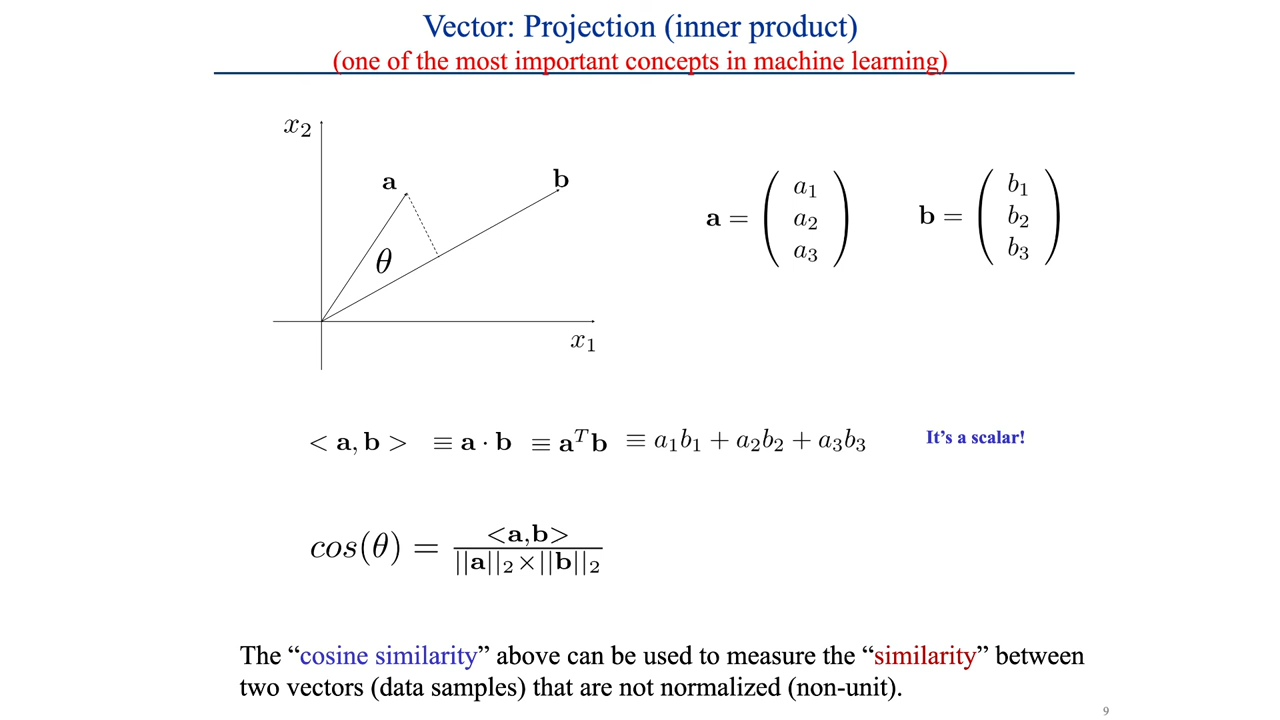 Vector: Projection (inner product)
(one of the most important concepts in machine learning)
x₂
a
b
θ
x₁
a = ( a₁ a₂ a₃ )
b = ( b₁ b₂ b₃ )
< a, b > ≡ a · b ≡ aᵀb ≡ a₁b₁ + a₂b₂ + a₃b₃
It's a scalar!
cos(θ) = <a,b> / ||a||₂×||b||₂
The “cosine similarity” above can be used to measure the “similarity” between
two vectors (data samples) that are not normalized (non-unit).
9